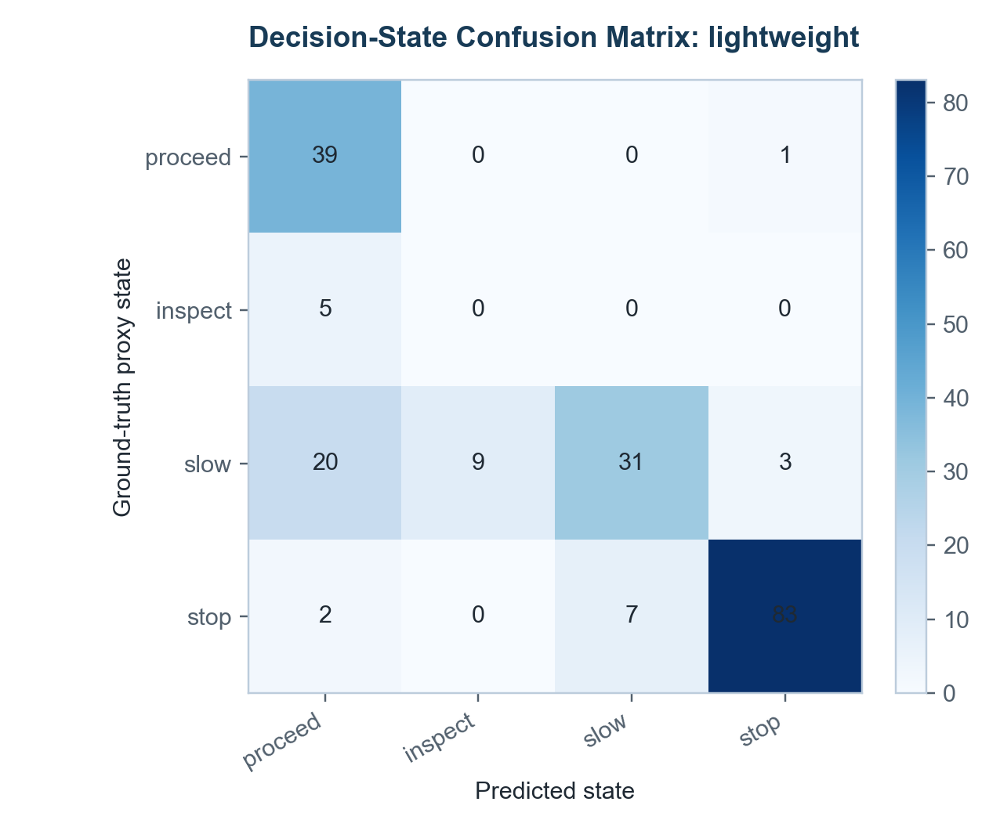 Decision-State Confusion Matrix: lightweight
Ground-truth proxy state
proceed 39 0 0 1
inspect 5 0 0 0
slow 20 9 31 3
stop 2 0 7 83
proceed inspect slow stop
Predicted state
80
70
60
50
40
30
20
10
0